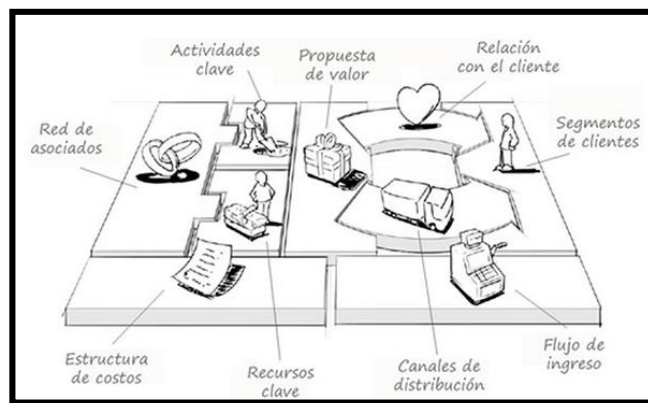 Actividades
clave
Propuesta
de valor
Relación
con el cliente
Red de
asociados
Segmentos
de clientes
Estructura
de costos
Recursos
clave
Canales de
distribución
Flujo de
ingreso